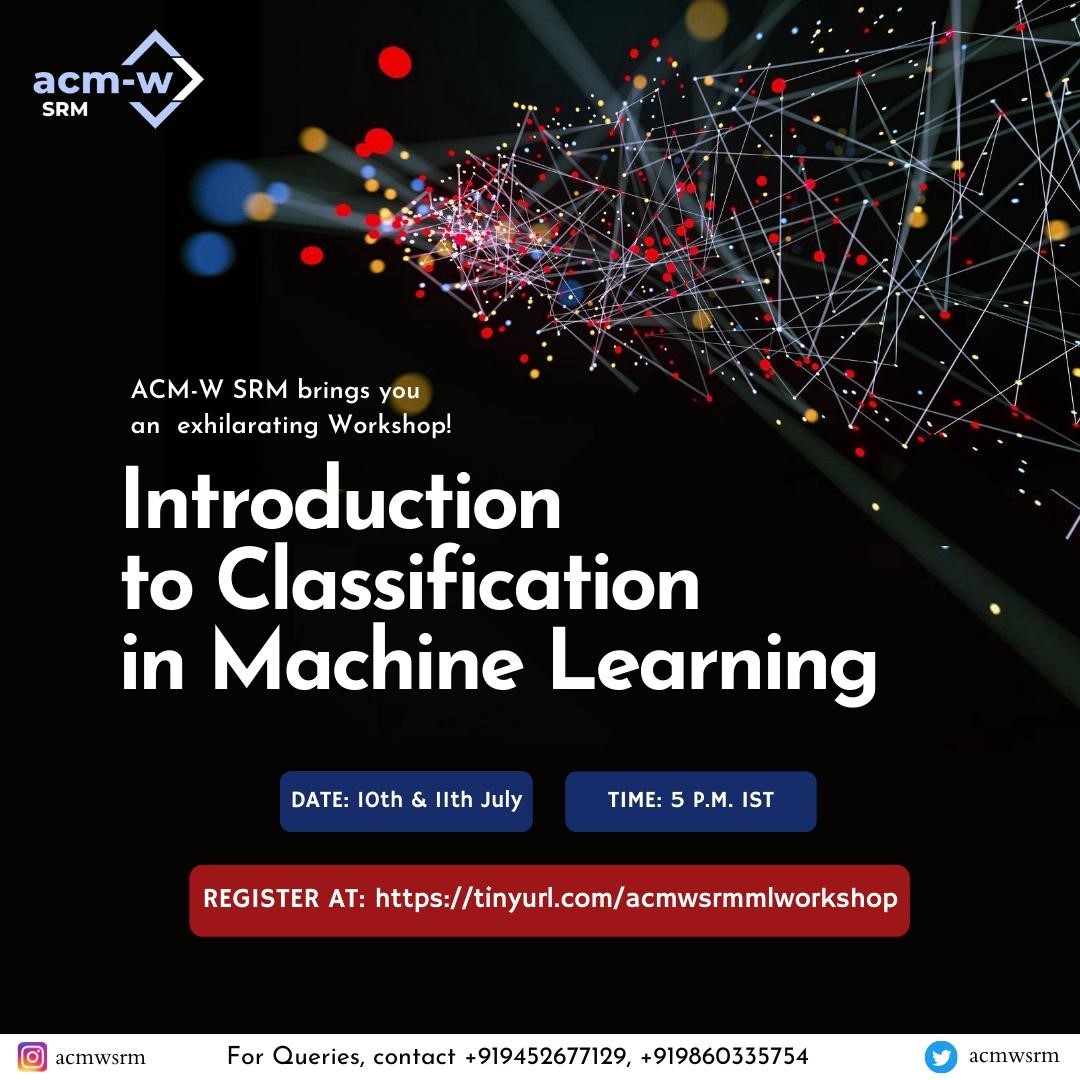 acm-w
SRM
ACM-W SRM brings you
an exhilarating Workshop!
Introduction
to Classification
in Machine Learning
DATE: 10th & 11th July
TIME: 5 P.M. IST
REGISTER AT: https://tinyurl.com/acmwsrmmlworkshop
acmwsrm
For Queries, contact +919452677129, +919860335754
acmwsrm